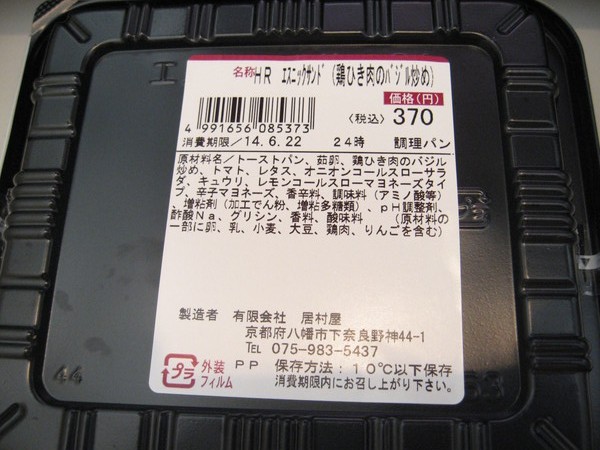 名称 HR エスニックサンド(鶏ひき肉のバジル炒め)
価格(円)
4 991656 085373
〈税込〉 370
消費期限/14.6.22 24時 調理パン
原材料名/トーストパン、茹卵、鶏ひき肉のバジル
炒め、トマト、レタス、オニオンコールスローサラ
ダ、キュウリ、レモンコールスローマヨネーズタイ
プ、辛子マヨネーズ、香辛料、調味料(アミノ酸等)
、増粘剤(加工でん粉、増粘多糖類)、pH調整剤、
酢酸Na、グリシン、香料、酸味料 (原材料の
一部に卵、乳、小麦、大豆、鶏肉、りんごを含む)
製造者 有限会社 居村屋
京都府八幡市下奈良野神44-1
TEL 075-983-5437
プラ 外装 PP 保存方法:10℃以下保存
フィルム 消費期限内にお召し上がり下さい。
44